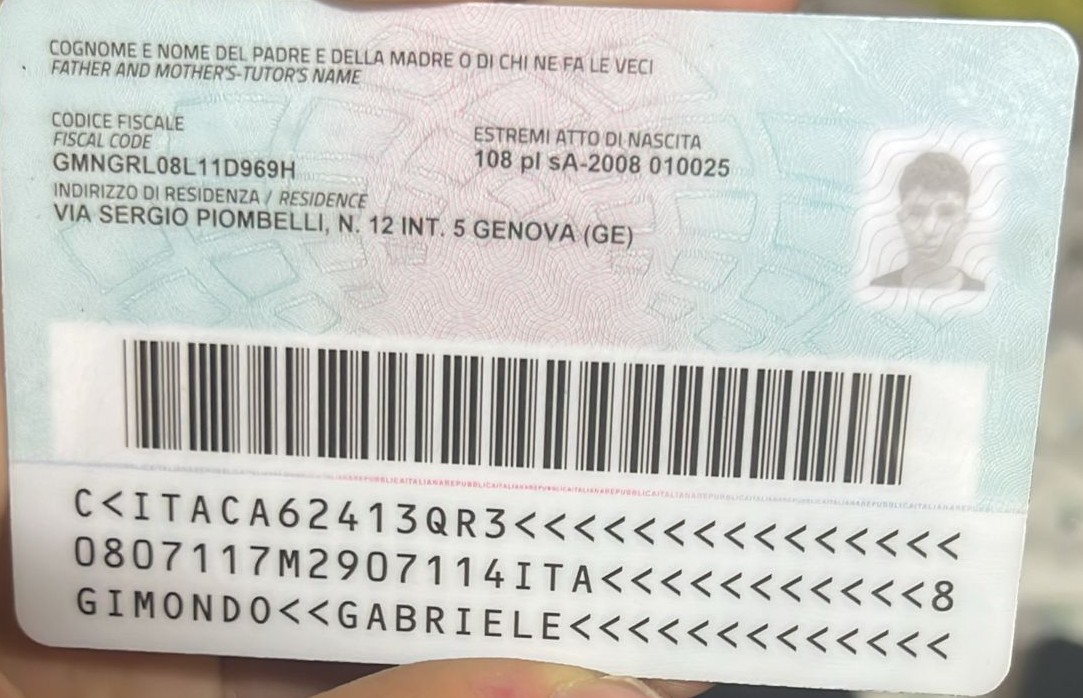 COGNOME E NOME DEL PADRE E DELLA MADRE O DI CHI NE FA LE VECI
FATHER AND MOTHER'S-TUTOR'S NAME
CODICE FISCALE
FISCAL CODE
GMNGRL08L11D969H
ESTREMI ATTO DI NASCITA
108 pI sA-2008 010025
INDIRIZZO DI RESIDENZA / RESIDENCE
VIA SERGIO PIOMBELLI, N. 12 INT. 5 GENOVA (GE)
C<ITACA62413QR3<<<<<<<<<<<<<<<
0807117M2907114ITA<<<<<<<<<<<8
GIMONDO<<GABRIELE<<<<<<<<<<<<<